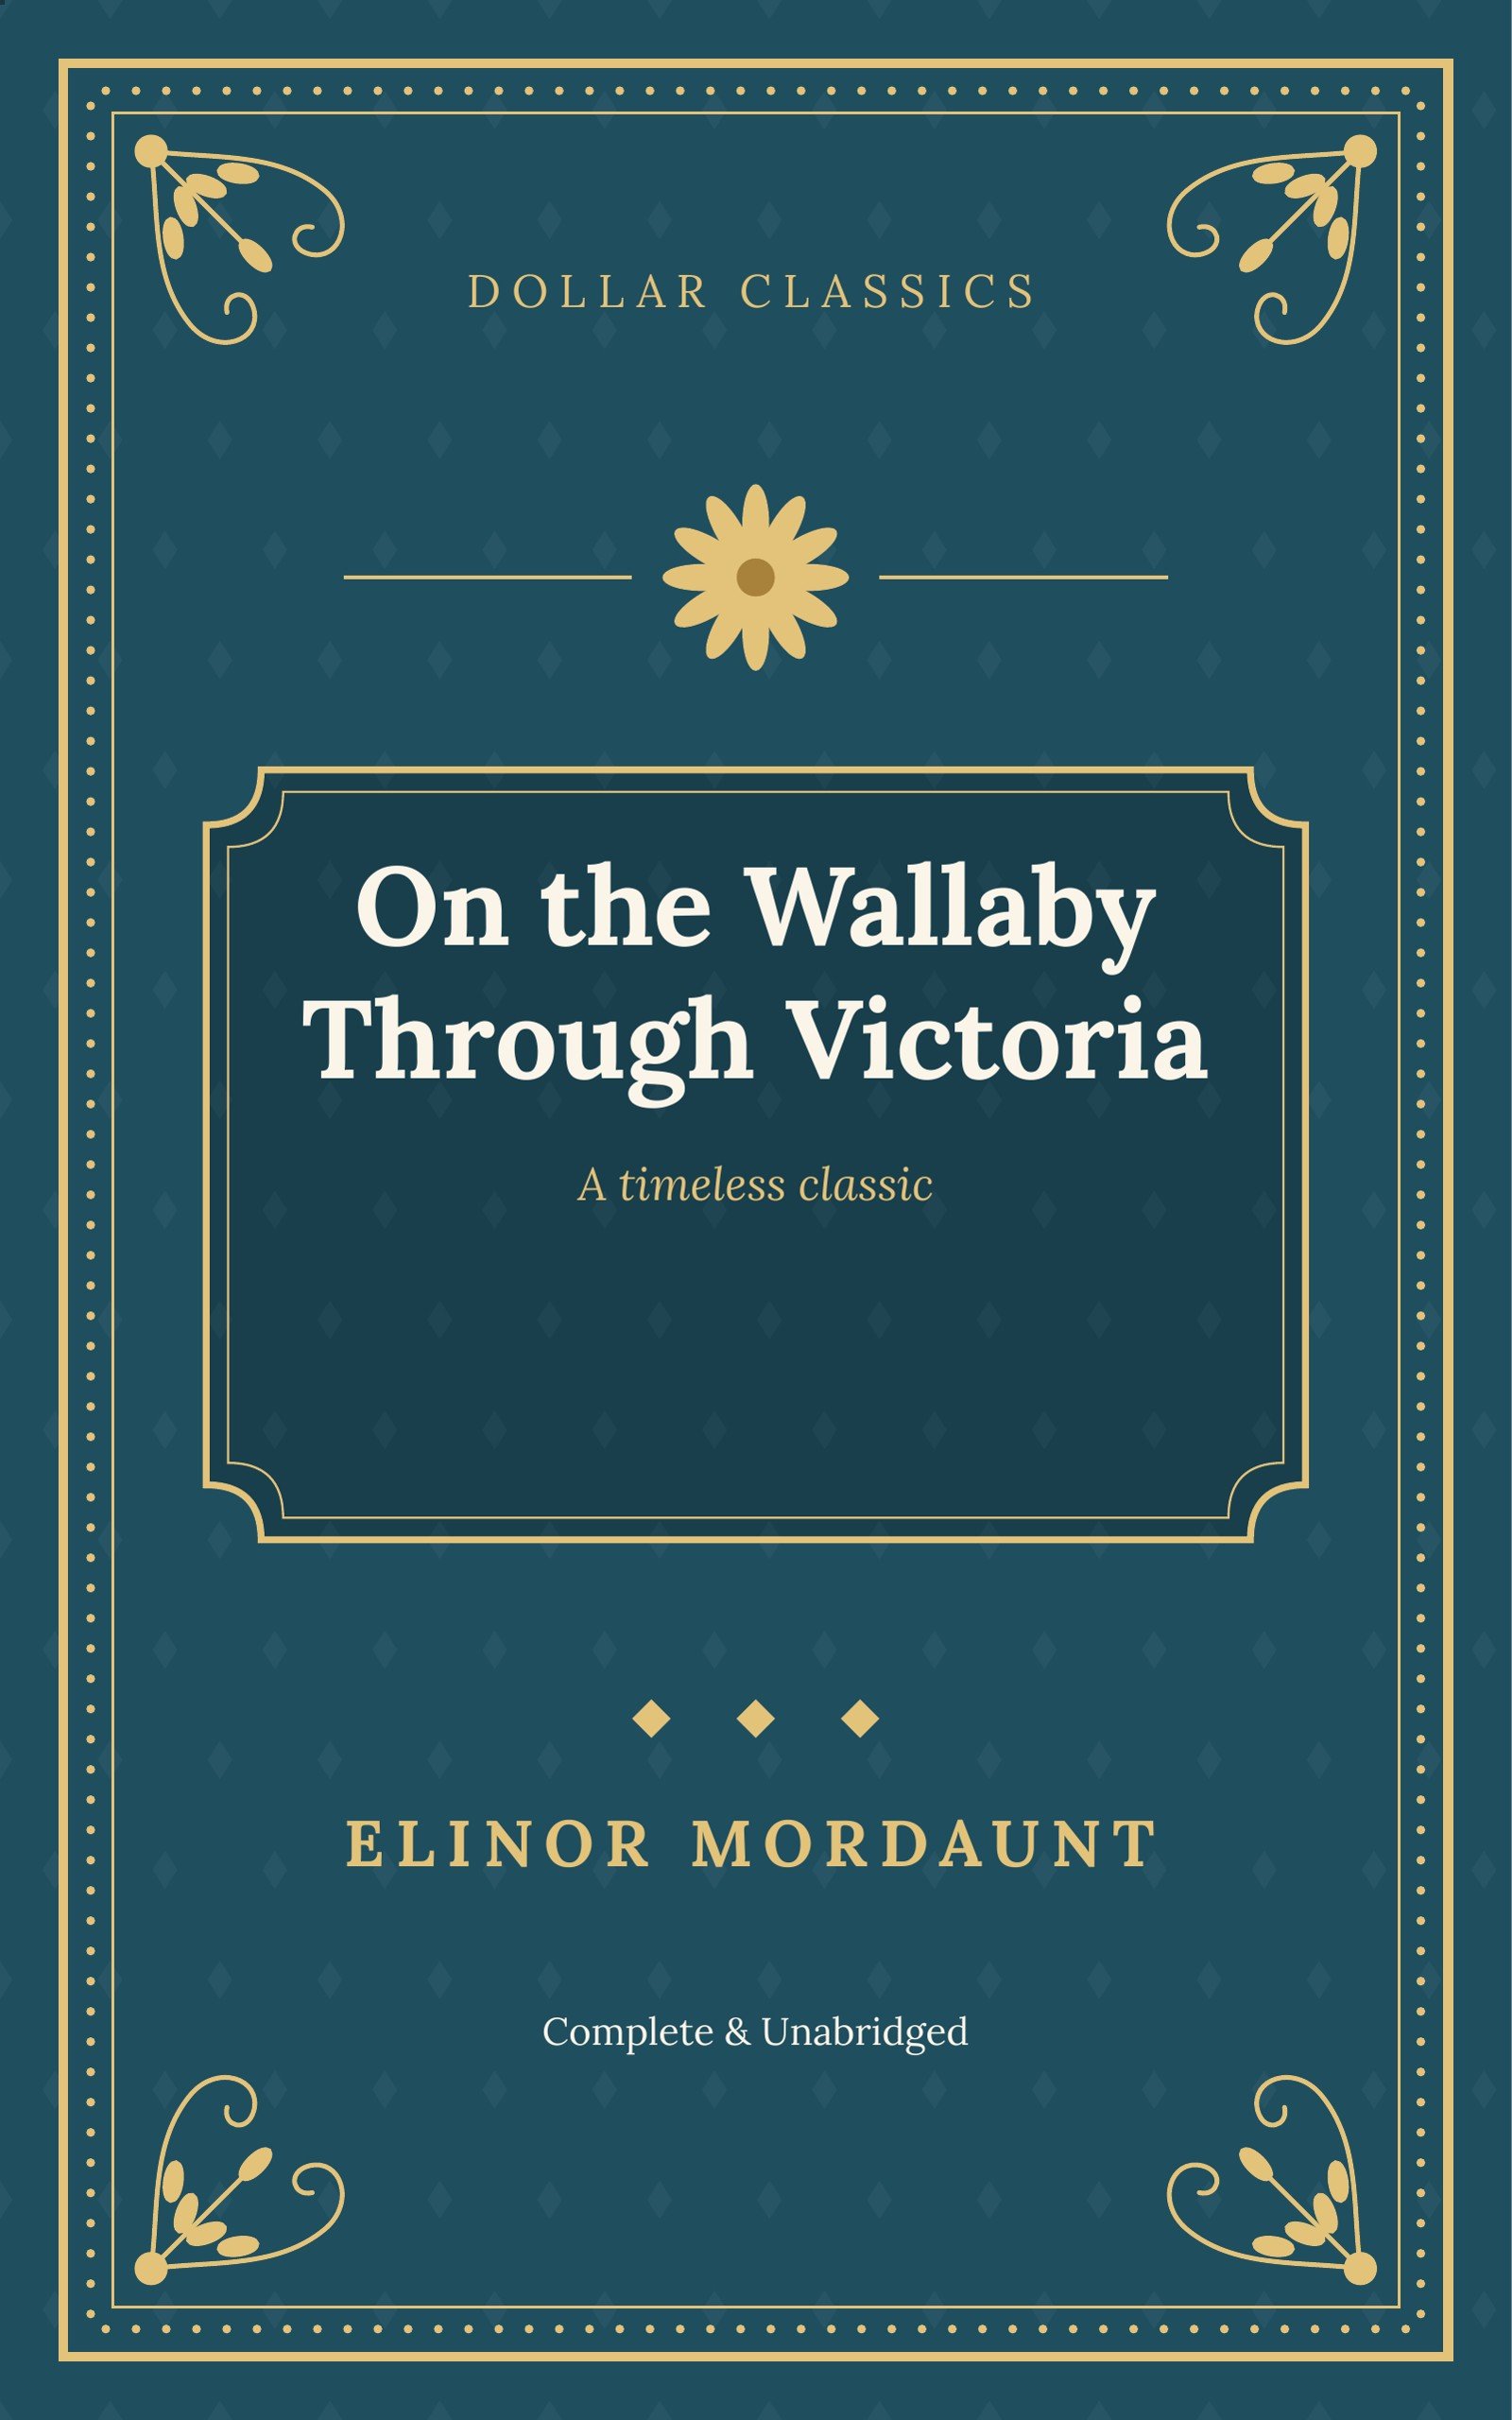 DOLLAR CLASSICS
On the Wallaby
Through Victoria
A timeless classic
ELINOR MORDAUNT
Complete & Unabridged